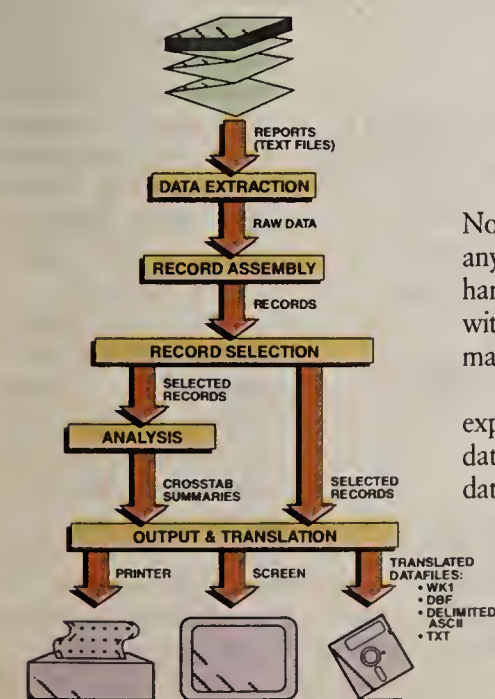 REPORTS
(TEXT FILES)
DATA EXTRACTION
RAW DATA
RECORD ASSEMBLY
RECORDS
RECORD SELECTION
SELECTED
RECORDS
ANALYSIS
CROSSTAB
SUMMARIES
SELECTED
RECORDS
OUTPUT & TRANSLATION
PRINTER
SCREEN
TRANSLATED
DATAFILES:
• WK1
• DBF
• DELIMITED
ASCII
• TXT
No
any
han
wit
ma
exp
dat
dat